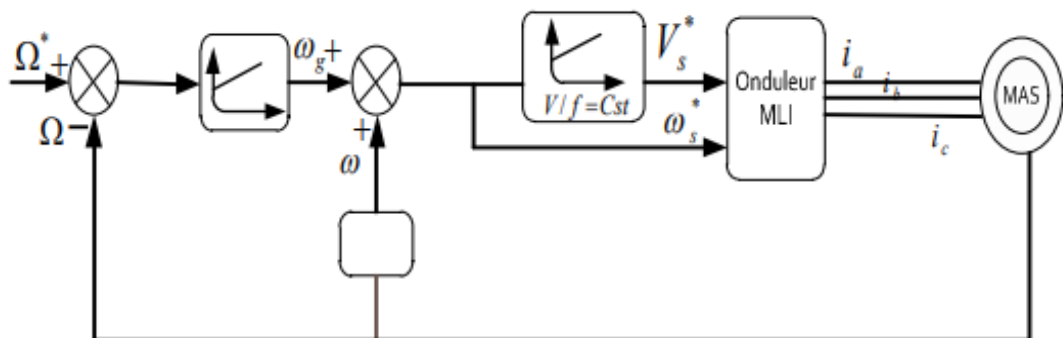 Ω* +
Ω −
ω_g +
+
ω
V / f = Cst
V_s^*
ω_s^*
Onduleur
MLI
i_a
i_b
i_c
MAS